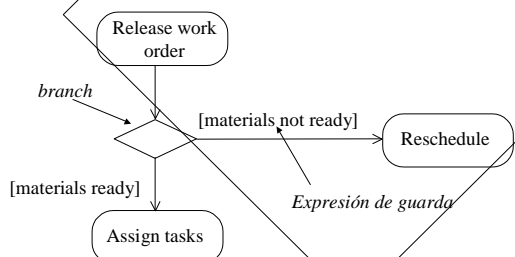 Release work
order
branch
[materials not ready]
Reschedule
[materials ready]
Expresión de guarda
Assign tasks